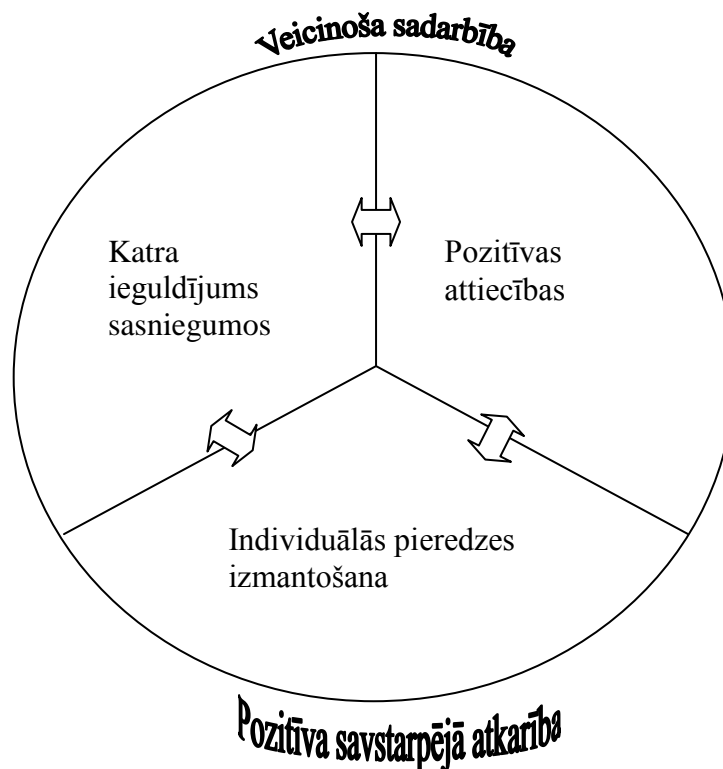 Veicinoša sadarbība
Katra
ieguldījums
sasniegumos
Pozitīvas
attiecības
Individuālās pieredzes
izmantošana
Pozitīva savstarpējā atkarība